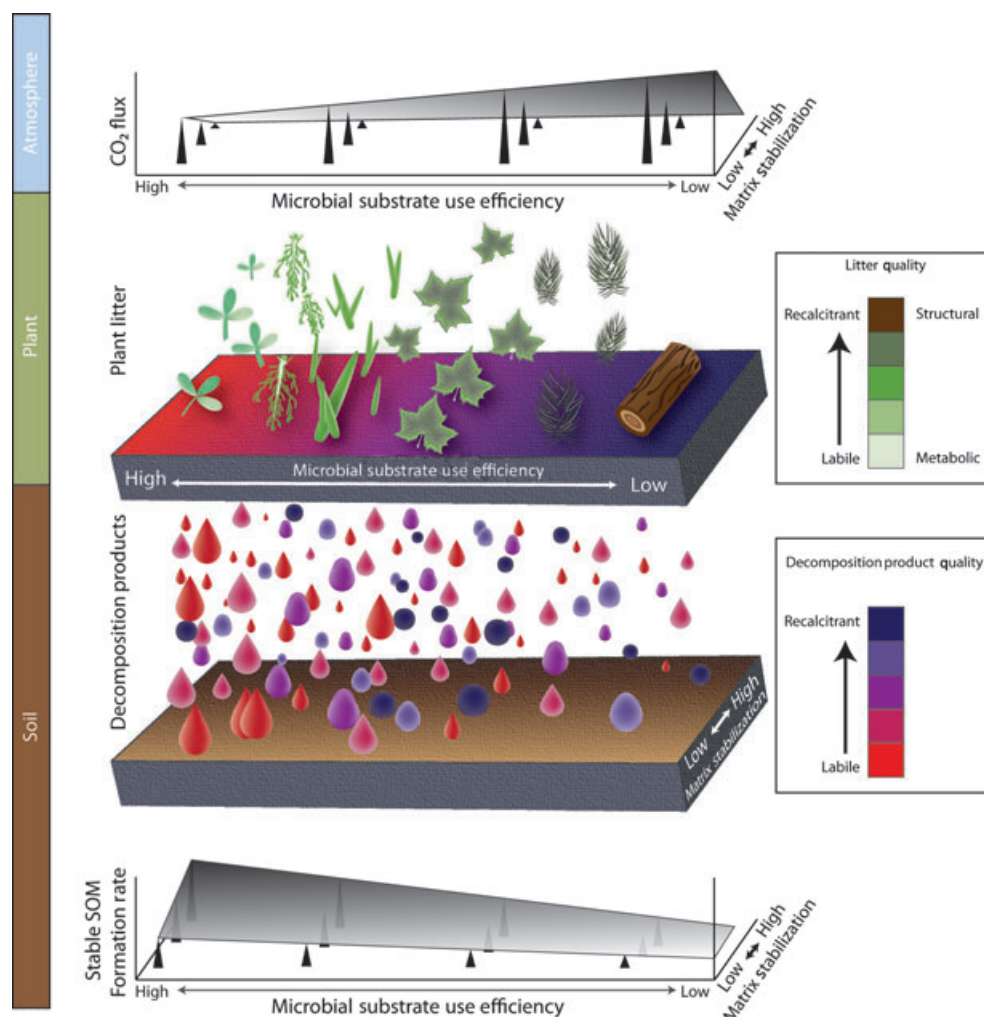 Atmosphere
Plant
Soil
CO₂ flux
High
Low
Microbial substrate use efficiency
Low ↔ High
Matrix stabilization
Plant litter
High
Microbial substrate use efficiency
Low
Litter quality
Recalcitrant
Structural
Labile
Metabolic
Decomposition products
Low ↔ High
Matrix stabilization
Decomposition product quality
Recalcitrant
Labile
Stable SOM
Formation rate
High
Low
Microbial substrate use efficiency
Low ↔ High
Matrix stabilization